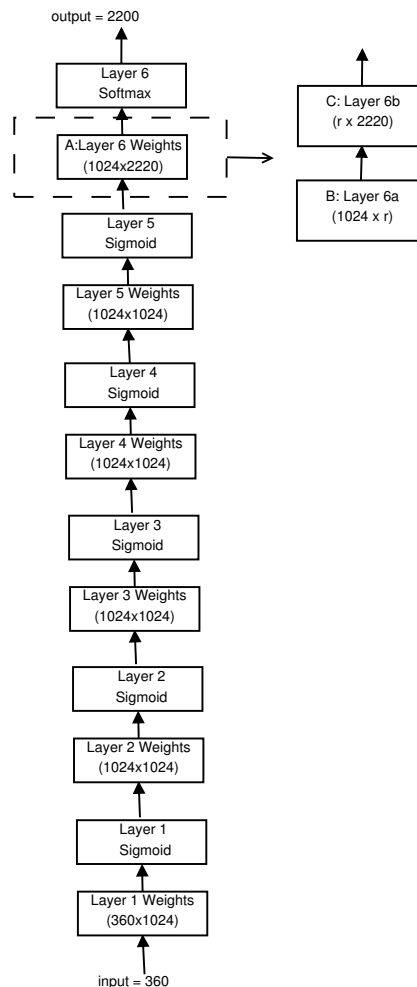 output = 2200
Layer 6
Softmax
A:Layer 6 Weights
(1024x2220)
C: Layer 6b
(r x 2220)
B: Layer 6a
(1024 x r)
Layer 5
Sigmoid
Layer 5 Weights
(1024x1024)
Layer 4
Sigmoid
Layer 4 Weights
(1024x1024)
Layer 3
Sigmoid
Layer 3 Weights
(1024x1024)
Layer 2
Sigmoid
Layer 2 Weights
(1024x1024)
Layer 1
Sigmoid
Layer 1 Weights
(360x1024)
input = 360